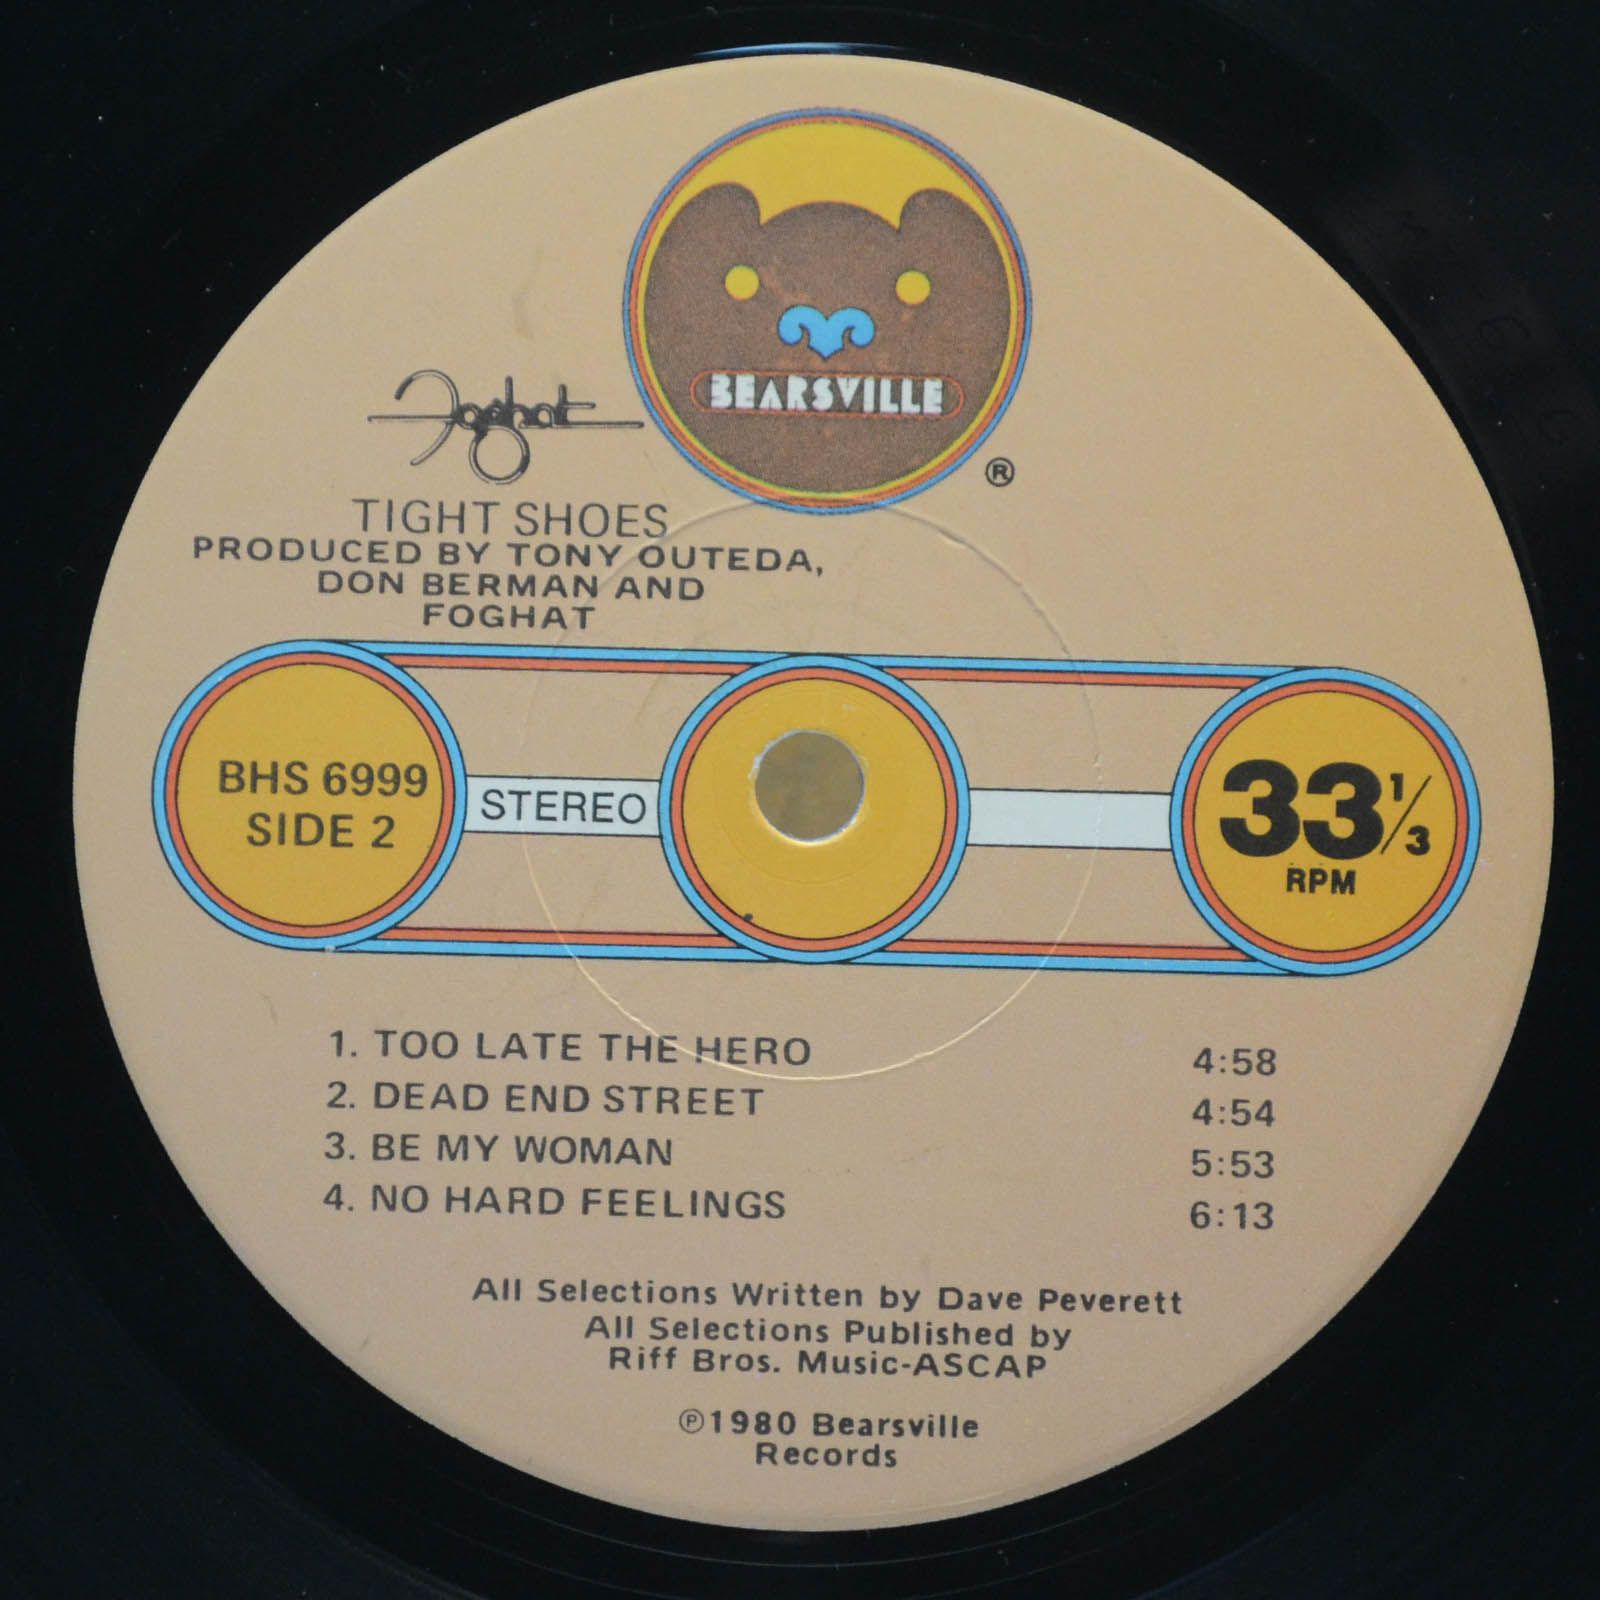 BEARSVILLE
®
Foghat
TIGHT SHOES
PRODUCED BY TONY OUTEDA,
DON BERMAN AND
FOGHAT
BHS 6999
SIDE 2
STEREO
33 1/3
RPM
1. TOO LATE THE HERO 4:58
2. DEAD END STREET 4:54
3. BE MY WOMAN 5:53
4. NO HARD FEELINGS 6:13
All Selections Written by Dave Peverett
All Selections Published by
Riff Bros. Music-ASCAP
℗1980 Bearsville
Records